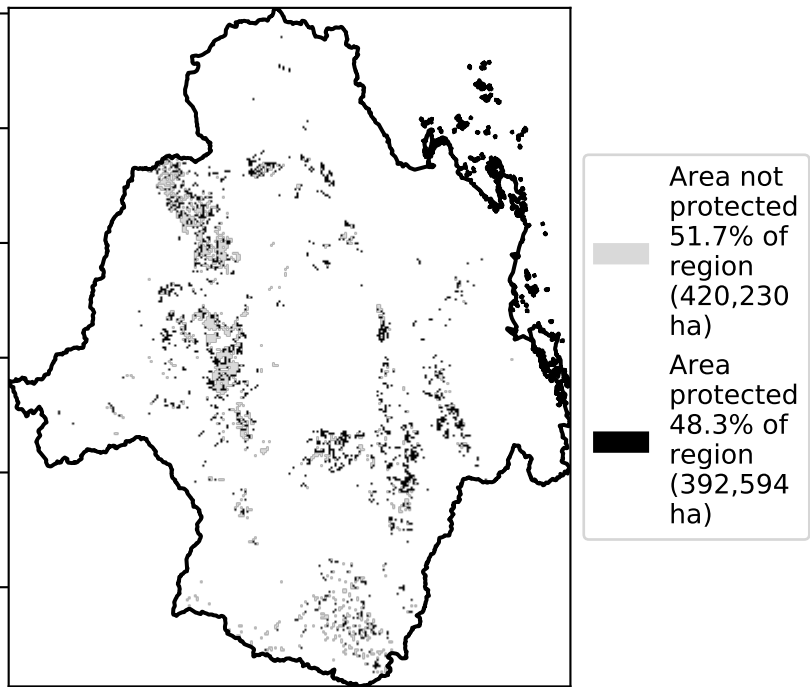 Area not
protected
51.7% of
region
(420,230
ha)
Area
protected
48.3% of
region
(392,594
ha)